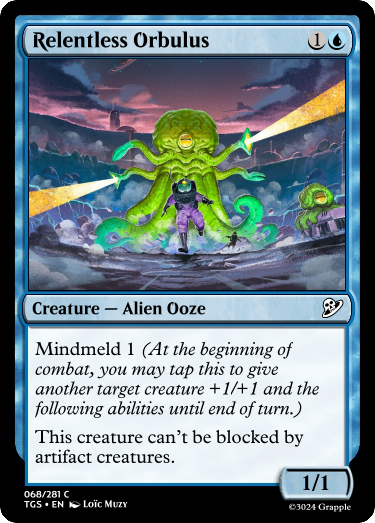 Relentless Orbulus 1
Creature — Alien Ooze
Mindmeld 1 (At the beginning of
combat, you may tap this to give
another target creature +1/+1 and the
following abilities until end of turn.)
This creature can't be blocked by
artifact creatures.
1/1
068/281 C
TGS • EN Loïc Muzy
©3024 Grapple